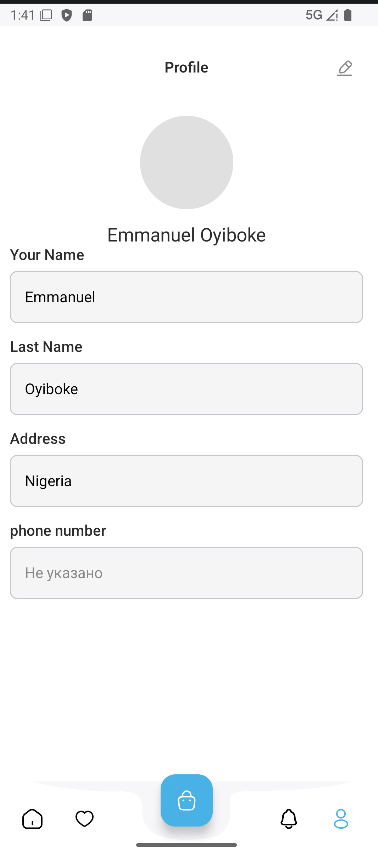 1:41
5G
Profile
Emmanuel Oyiboke
Your Name
Emmanuel
Last Name
Oyiboke
Address
Nigeria
phone number
Не указано